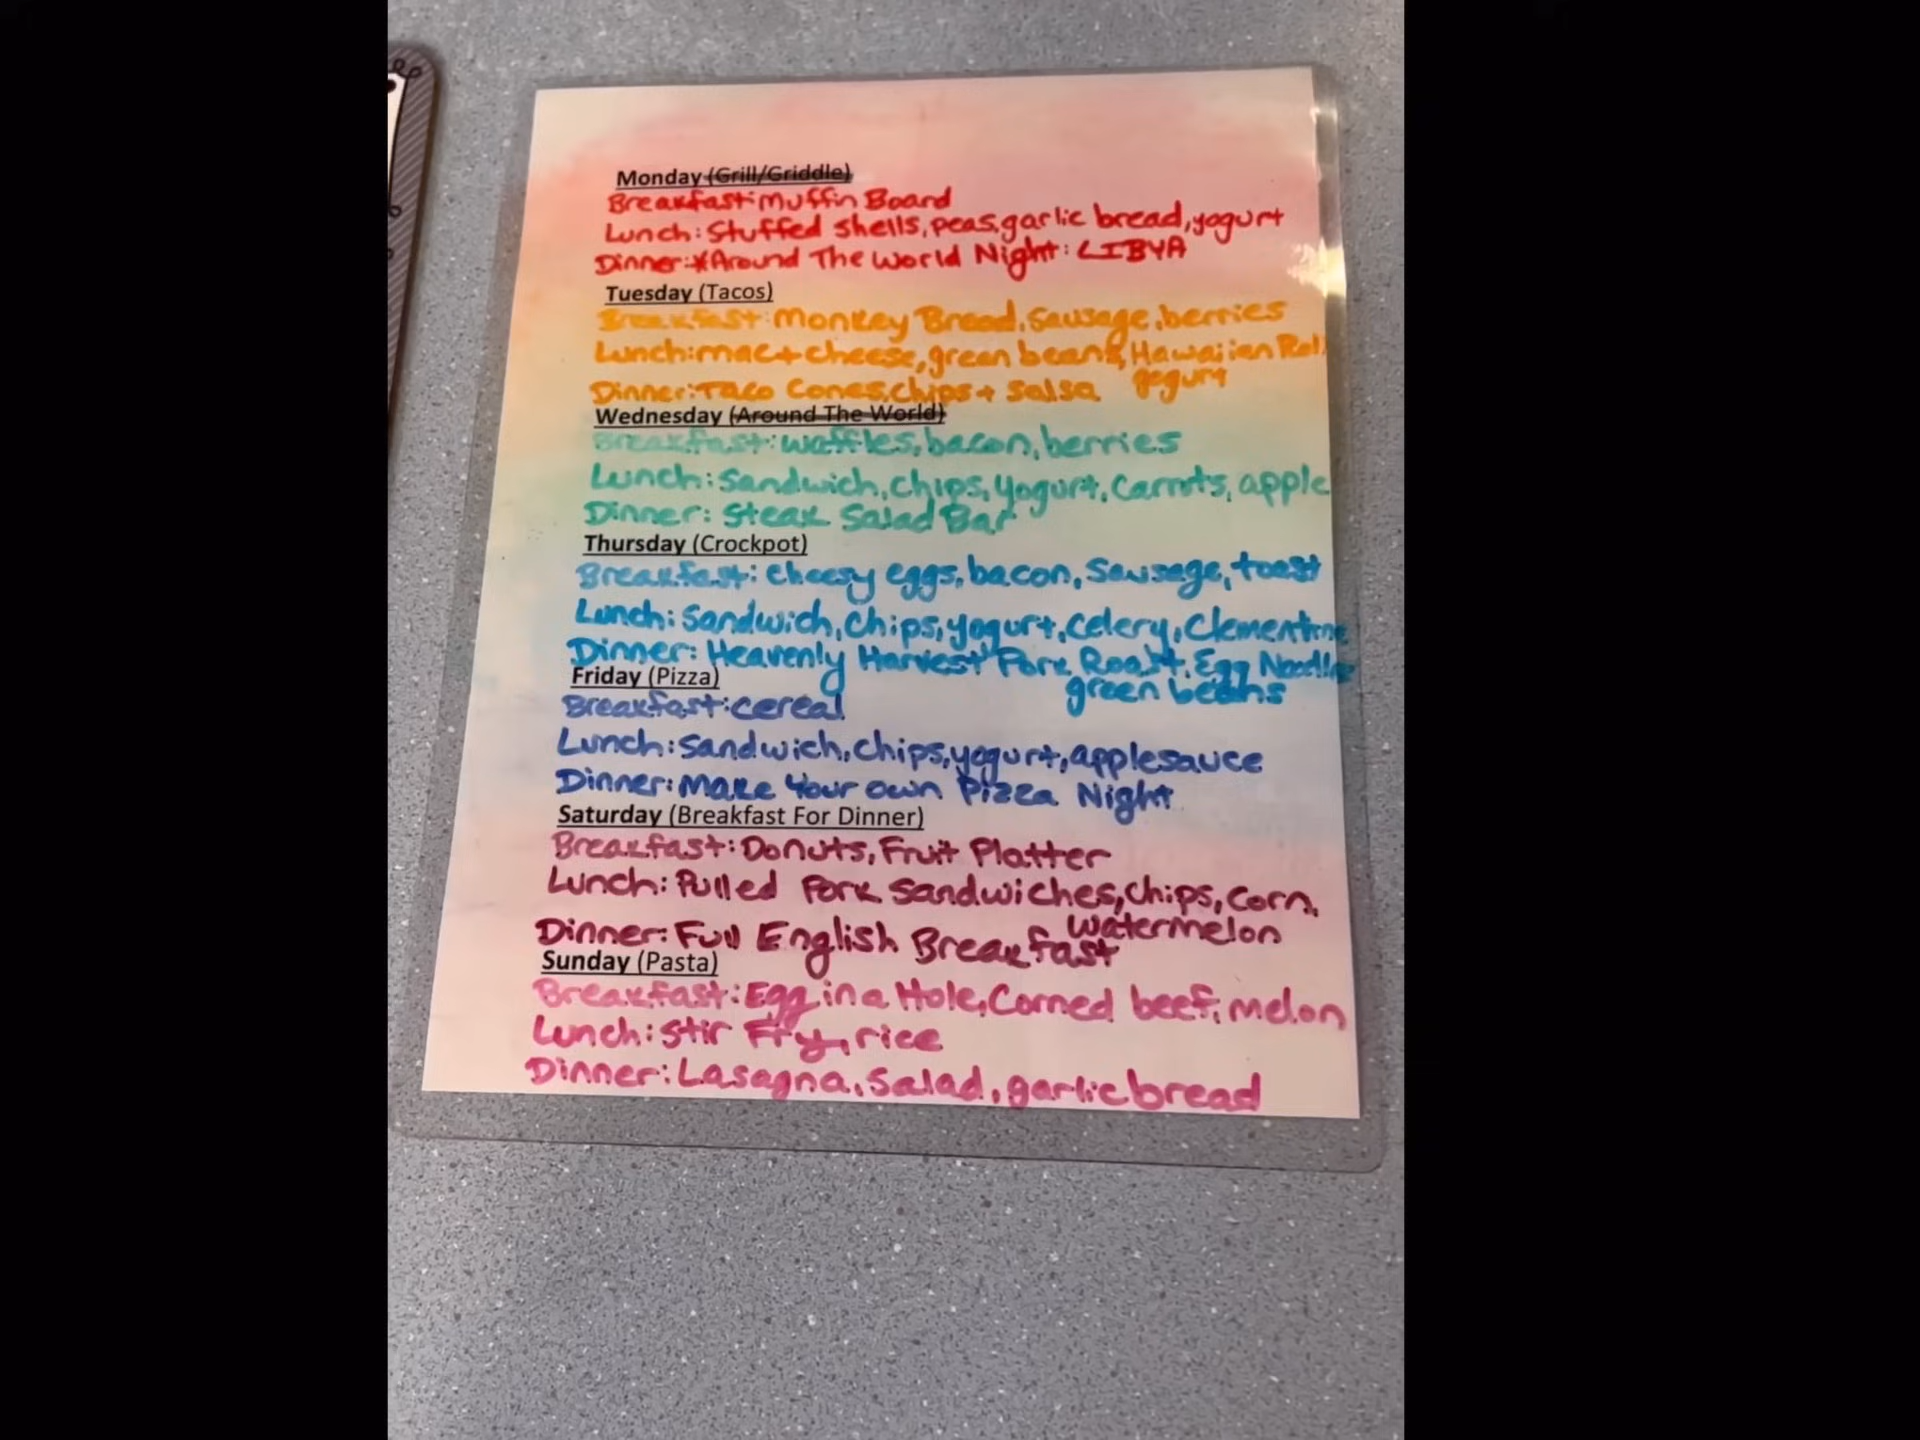 Monday (Grill/Griddle)
Breakfast: Muffin Board
Lunch: Stuffed shells, peas, garlic bread, yogurt
Dinner: *Around The World Night: LIBYA
Tuesday (Tacos)
Breakfast: Monkey Bread, sausage, berries
Lunch: mac + cheese, green beans, Hawaiian Roll
yogurt
Dinner: Taco Cones, chips + salsa
Wednesday (Around The World)
Breakfast: waffles, bacon, berries
Lunch: sandwich, chips, yogurt, carrots, apple
Dinner: Steak Salad Bar
Thursday (Crockpot)
Breakfast: cheesy eggs, bacon, sausage, toast
Lunch: sandwich, chips, yogurt, celery, clementine
Dinner: Heavenly Harvest Pork Roast, Egg Noodles
green beans
Friday (Pizza)
Breakfast: cereal
Lunch: sandwich, chips, yogurt, applesauce
Dinner: Make Your own Pizza Night
Saturday (Breakfast For Dinner)
Breakfast: Donuts, Fruit Platter
Lunch: Pulled Pork sandwiches, chips, corn,
watermelon
Dinner: Full English Breakfast
Sunday (Pasta)
Breakfast: Egg in a Hole, Corned beef, melon
Lunch: stir Fry, rice
Dinner: Lasagna, salad, garlic bread